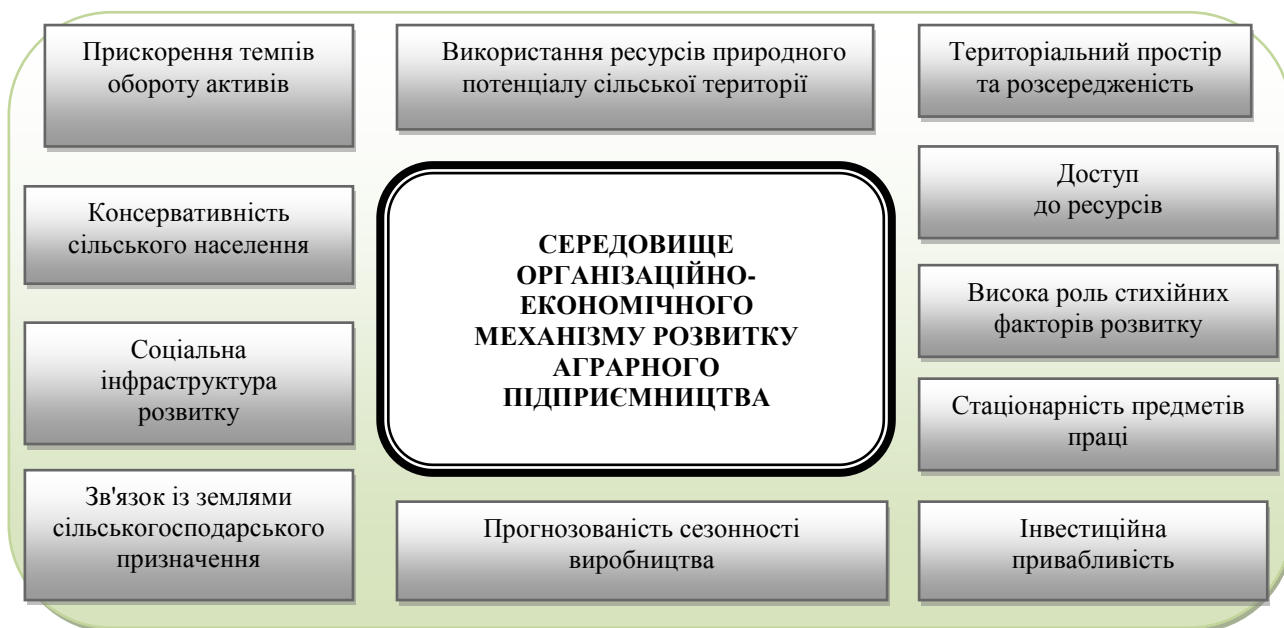 Прискорення темпів
обороту активів
Використання ресурсів природного
потенціалу сільської території
Територіальний простір
та розсередженість
Консервативність
сільського населення
Доступ
до ресурсів
СЕРЕДОВИЩЕ
ОРГАНІЗАЦІЙНО-
ЕКОНОМІЧНОГО
МЕХАНІЗМУ РОЗВИТКУ
АГРАРНОГО
ПІДПРИЄМНИЦТВА
Висока роль стихійних
факторів розвитку
Соціальна
інфраструктура
розвитку
Стаціонарність предметів
праці
Зв'язок із землями
сільськогосподарського
призначення
Прогнозованість сезонності
виробництва
Інвестиційна
привабливість